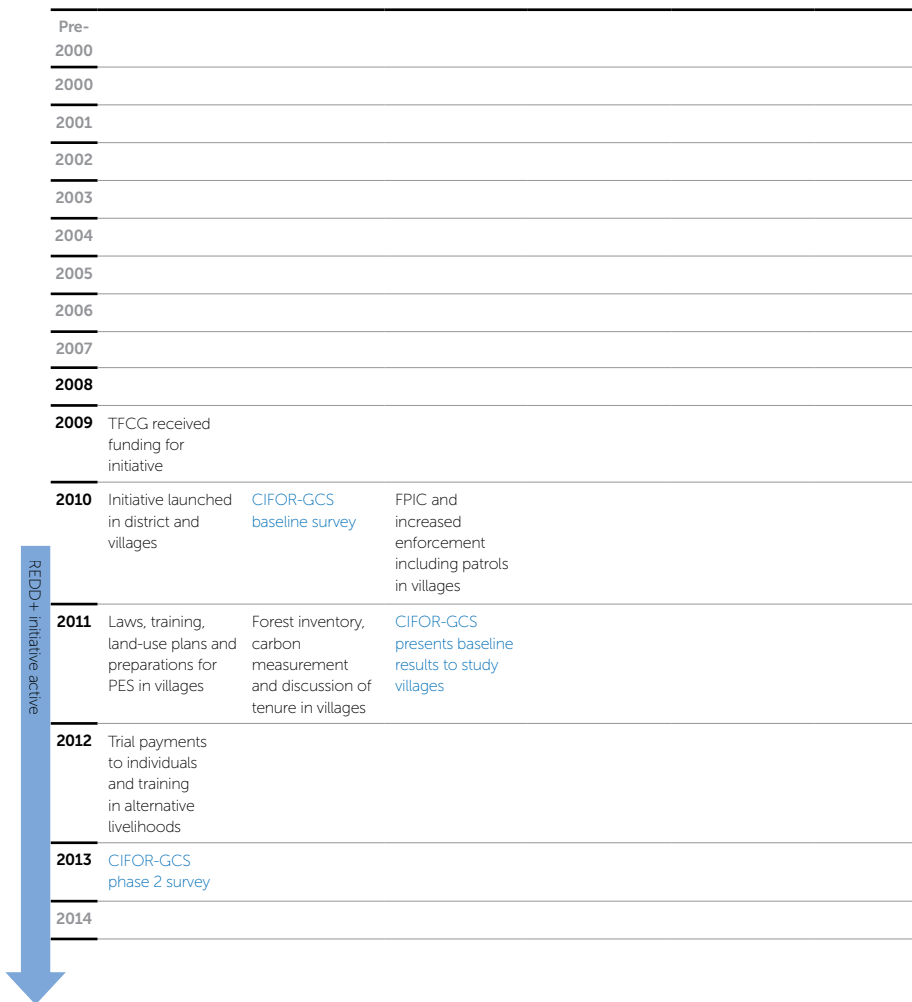 Pre-
2000
2000
2001
2002
2003
2004
2005
2006
2007
2008
2009
TFCG received
funding for
initiative
2010
Initiative launched
in district and
villages
CIFOR-GCS
baseline survey
FPIC and
increased
enforcement
including patrols
in villages
REDD+ initiative active
2011
Laws, training,
land-use plans and
preparations for
PES in villages
Forest inventory,
carbon
measurement
and discussion of
tenure in villages
CIFOR-GCS
presents baseline
results to study
villages
2012
Trial payments
to individuals
and training
in alternative
livelihoods
2013
CIFOR-GCS
phase 2 survey
2014